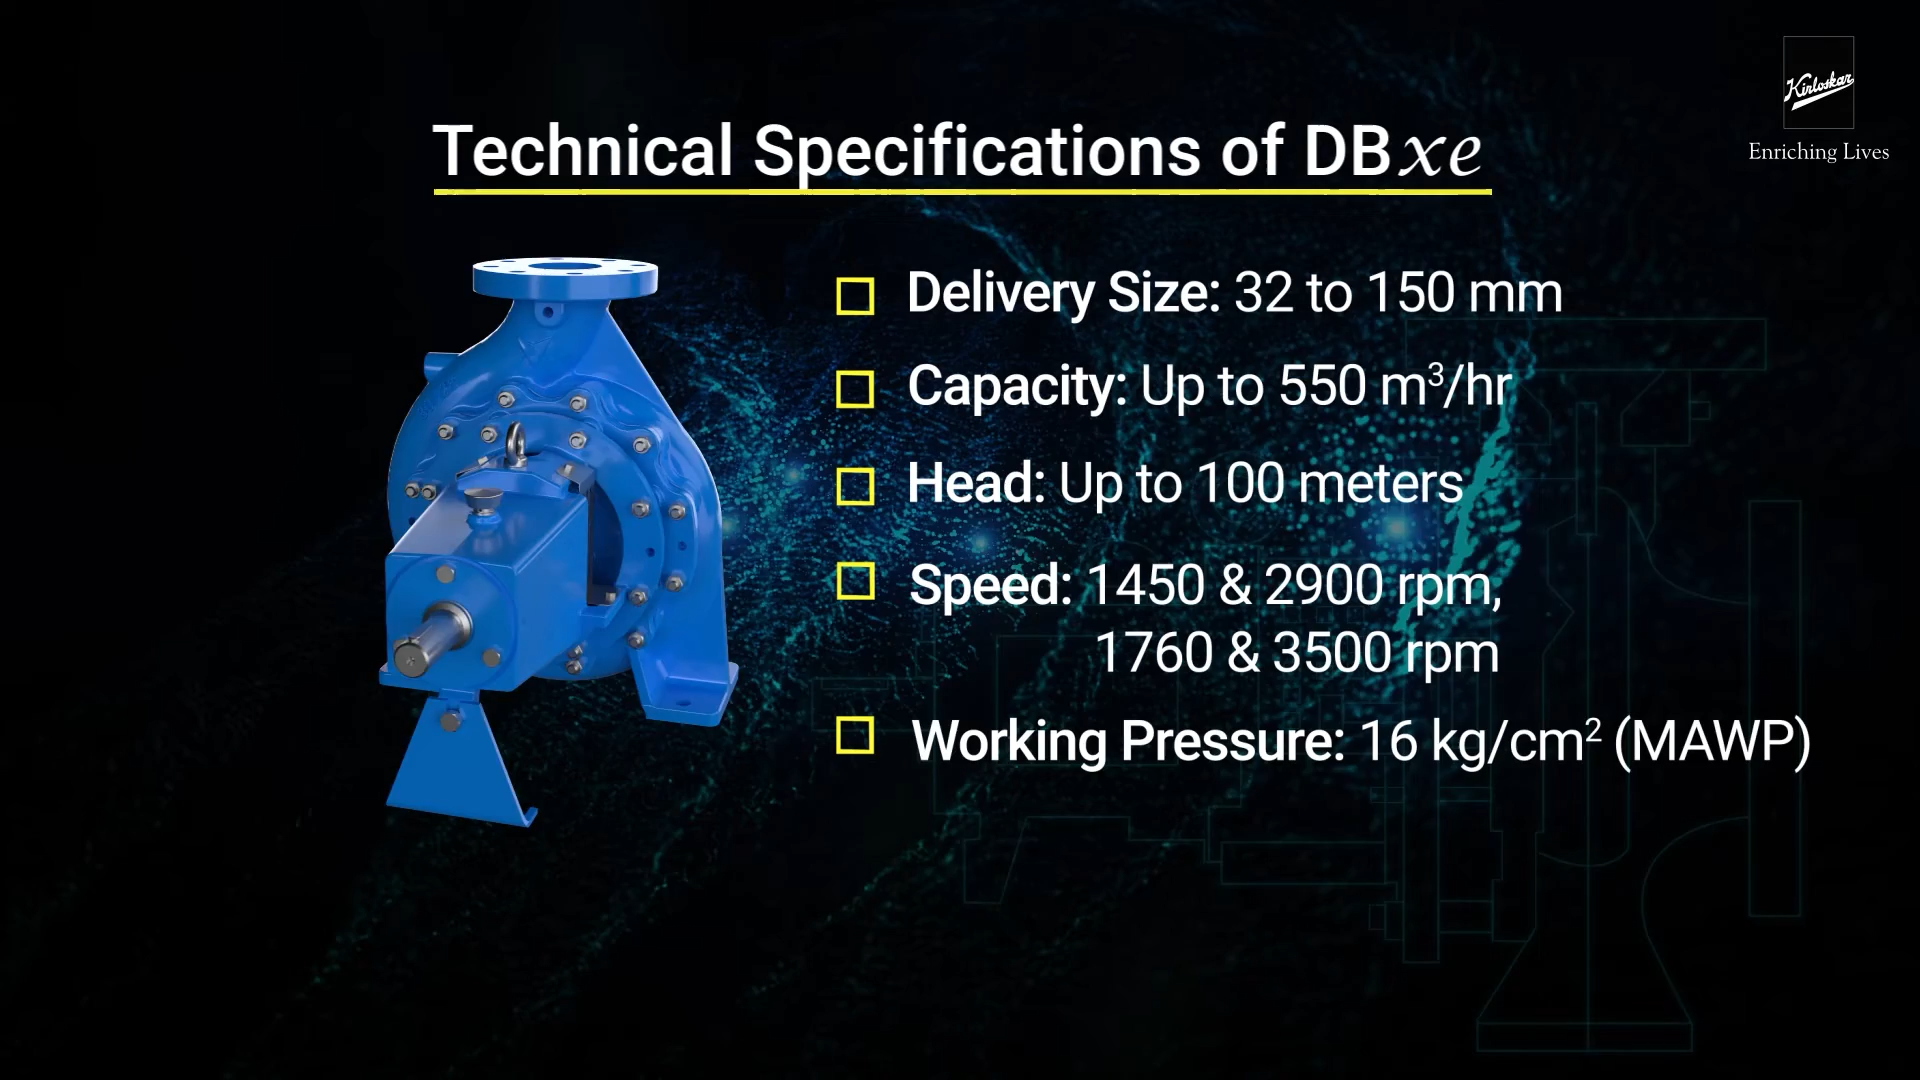 Kirloskar
Enriching Lives
Technical Specifications of DBxe
Delivery Size: 32 to 150 mm
Capacity: Up to 550 m³/hr
Head: Up to 100 meters
Speed: 1450 & 2900 rpm,
1760 & 3500 rpm
Working Pressure: 16 kg/cm² (MAWP)